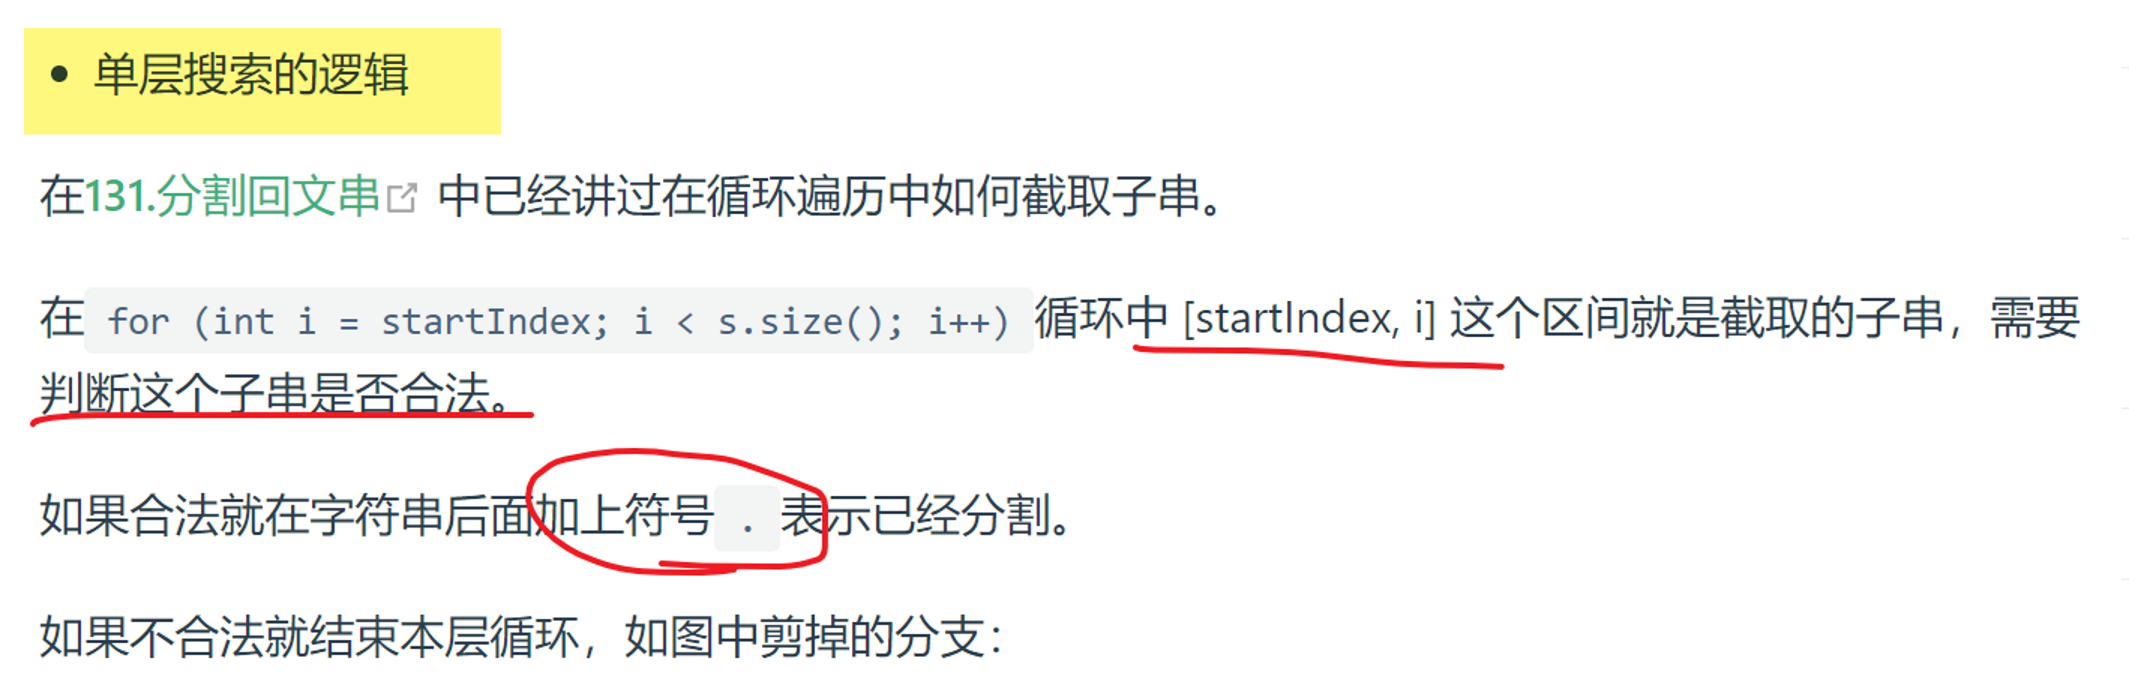 • 单层搜索的逻辑
在131.分割回文串 中已经讲过在循环遍历中如何截取子串。
在 for (int i = startIndex; i < s.size(); i++) 循环中 [startIndex, i] 这个区间就是截取的子串，需要
判断这个子串是否合法。
如果合法就在字符串后面加上符号 . 表示已经分割。
如果不合法就结束本层循环，如图中剪掉的分支：